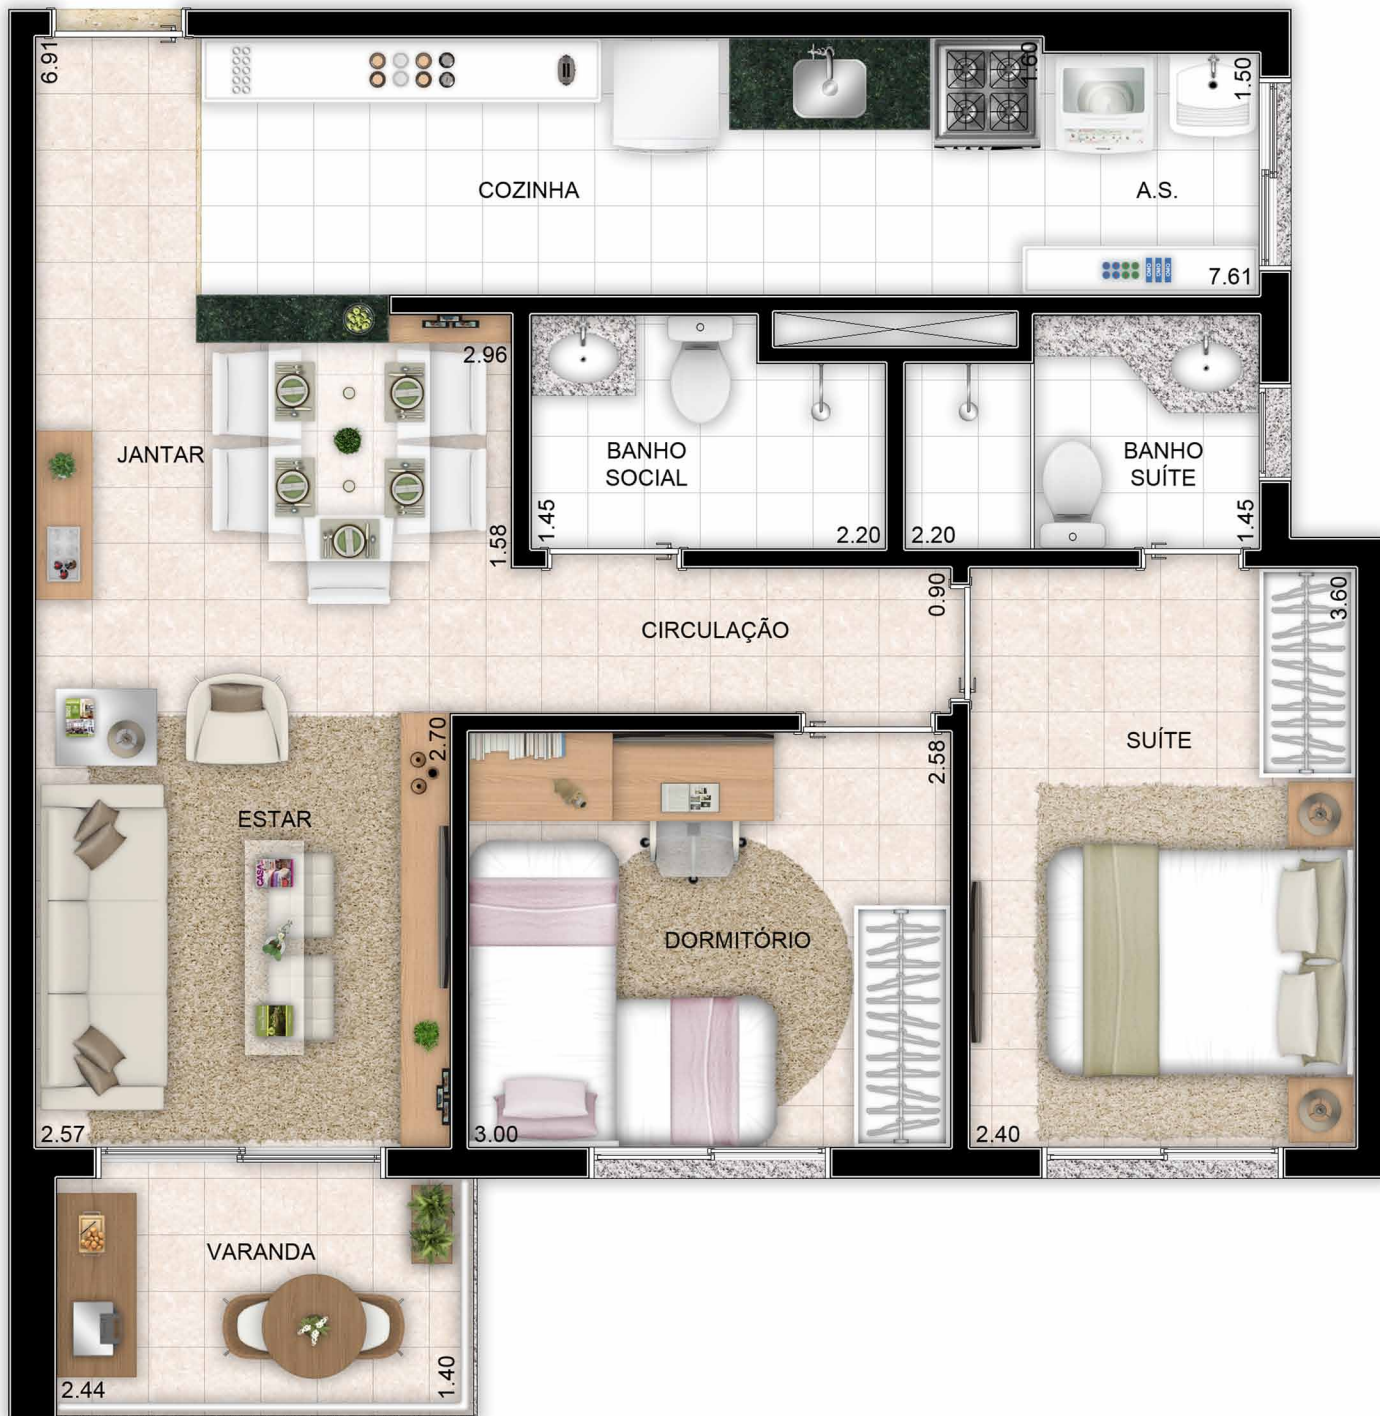 6.91
1.60
1.50
COZINHA
A.S.
7.61
2.96
JANTAR
1.58
BANHO
SOCIAL
1.45
2.20
2.20
BANHO
SUÍTE
1.45
CIRCULAÇÃO
0.90
3.60
2.70
2.58
SUÍTE
ESTAR
CASA
DORMITÓRIO
2.57
3.00
2.40
VARANDA
2.44
1.40